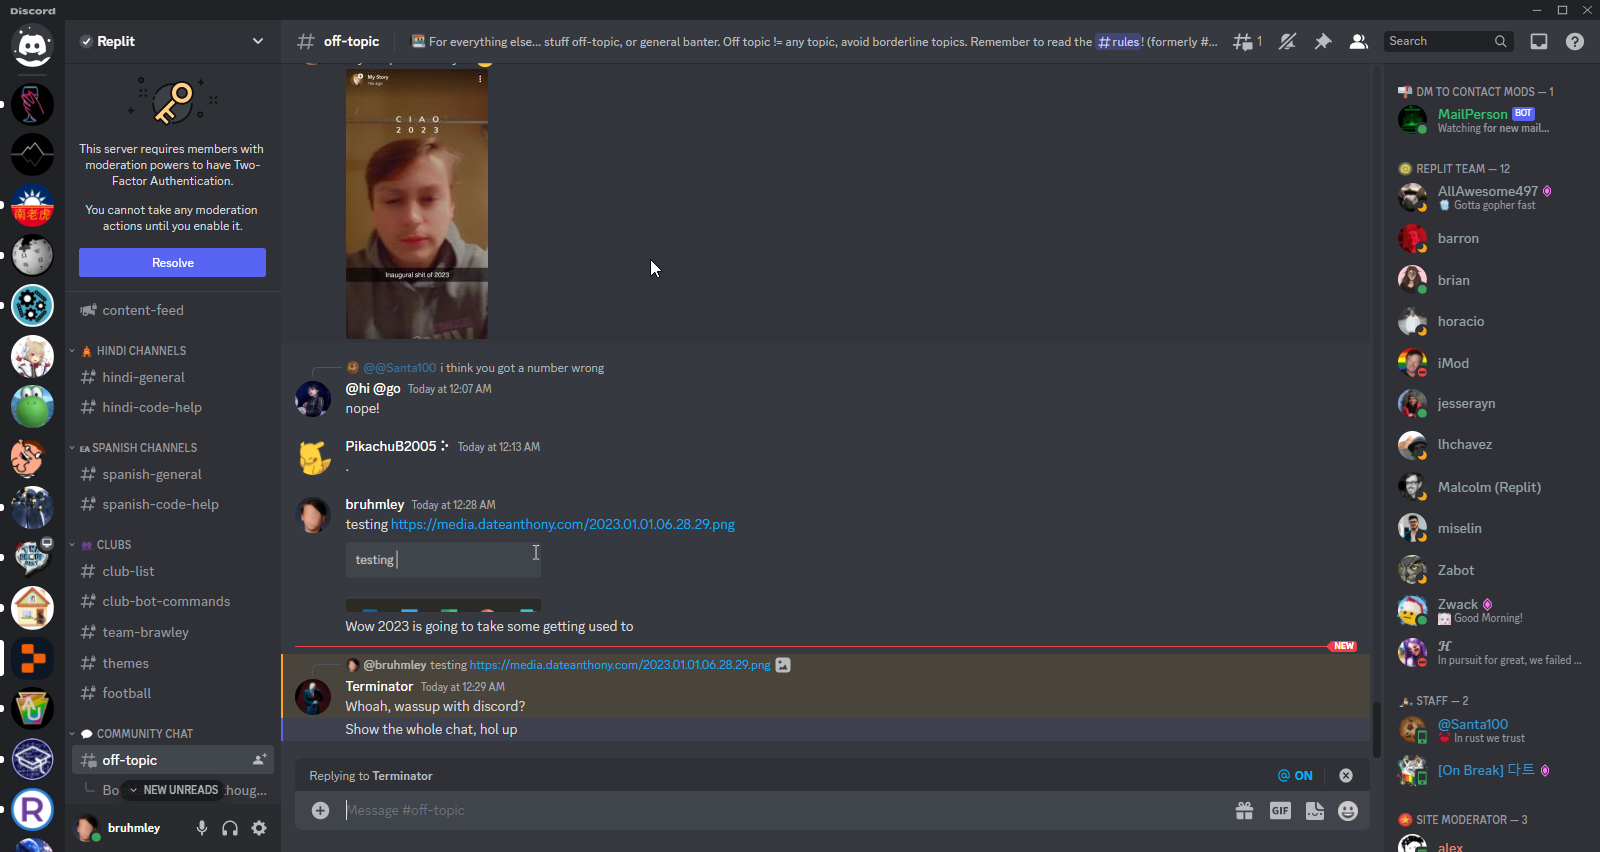 Discord
Replit
This server requires members with
moderation powers to have Two-
Factor Authentication.
You cannot take any moderation
actions until you enable it.
Resolve
content-feed
HINDI CHANNELS
hindi-general
hindi-code-help
EA SPANISH CHANNELS
spanish-general
spanish-code-help
CLUBS
club-list
club-bot-commands
team-brawley
themes
football
COMMUNITY CHAT
off-topic
Bo
NEW UNREADS
houg...
bruhmley
南老虎
AU
R
off-topic
For everything else... stuff off-topic, or general banter. Off topic != any topic, avoid borderline topics. Remember to read the #rules! (formerly #...
1
Search
My Story
CIAO
2023
Inaugural shit of 2023
@@Santa100 i think you got a number wrong
@hi @go Today at 12:07 AM
nope!
PikachuB2005 Today at 12:13 AM
.
bruhmley Today at 12:28 AM
testing https://media.dateanthony.com/2023.01.01.06.28.29.png
testing
Wow 2023 is going to take some getting used to
NEW
@bruhmley testing https://media.dateanthony.com/2023.01.01.06.28.29.png
Terminator Today at 12:29 AM
Whoah, wassup with discord?
Show the whole chat, hol up
Replying to Terminator
@ ON
Message #off-topic
GIF
DM TO CONTACT MODS — 1
MailPerson BOT
Watching for new mail...
REPLIT TEAM — 12
AllAwesome497
Gotta gopher fast
barron
brian
horacio
iMod
jesserayn
lhchavez
Malcolm (Replit)
miselin
Zabot
Zwack
Good Morning!
ℋ
In pursuit for great, we failed ...
STAFF — 2
@Santa100
In rust we trust
[On Break] 다트
SITE MODERATOR — 3
alex